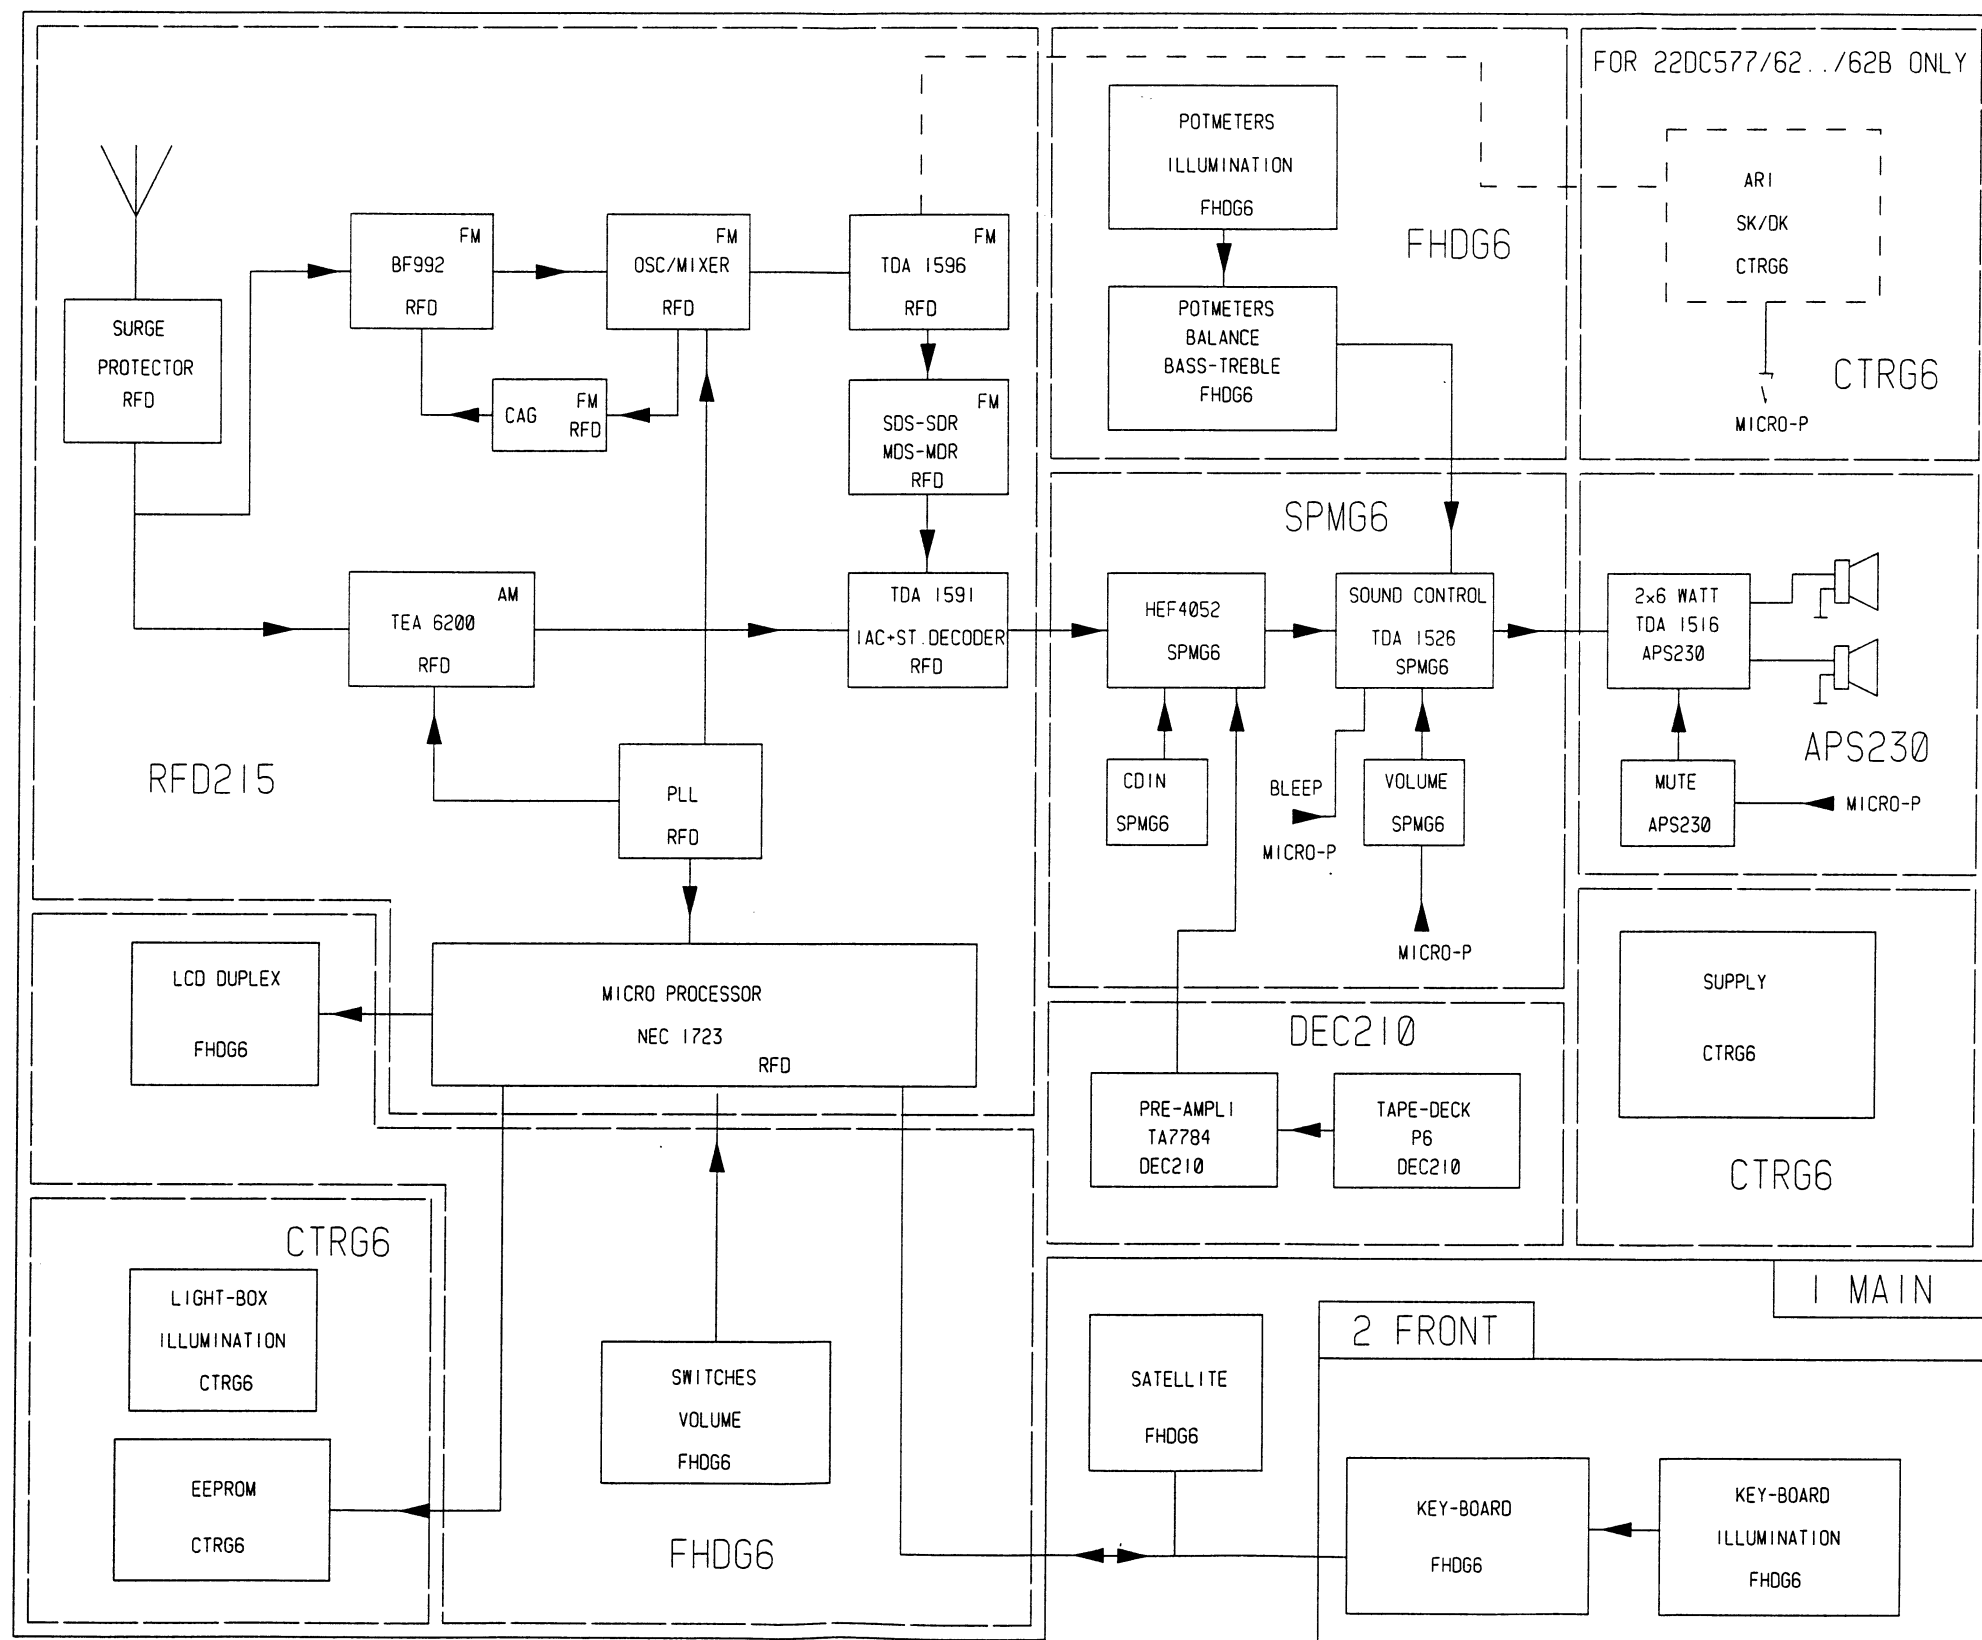 FOR 22DC577/62../62B ONLY
POTMETERS
ILLUMINATION
FHDG6
FHDG6
ARI
SK/DK
CTRG6
CTRG6
MICRO-P
FM
BF992
RFD
FM
OSC/MIXER
RFD
FM
TDA 1596
RFD
SURGE
PROTECTOR
RFD
CAG
FM
RFD
FM
SDS-SDR
MDS-MDR
RFD
POTMETERS
BALANCE
BASS-TREBLE
FHDG6
SPMG6
AM
TEA 6200
RFD
TDA 1591
IAC+ST.DECODER
RFD
HEF4052
SPMG6
SOUND CONTROL
TDA 1526
SPMG6
2x6 WATT
TDA 1516
APS230
APS230
RFD215
PLL
RFD
CDIN
SPMG6
BLEEP
MICRO-P
VOLUME
SPMG6
MICRO-P
MUTE
APS230
MICRO-P
LCD DUPLEX
FHDG6
MICRO PROCESSOR
NEC 1723
RFD
DEC210
PRE-AMPLI
TA7784
DEC210
TAPE-DECK
P6
DEC210
SUPPLY
CTRG6
CTRG6
CTRG6
LIGHT-BOX
ILLUMINATION
CTRG6
EEPROM
CTRG6
SWITCHES
VOLUME
FHDG6
FHDG6
1 MAIN
2 FRONT
SATELLITE
FHDG6
KEY-BOARD
FHDG6
KEY-BOARD
ILLUMINATION
FHDG6